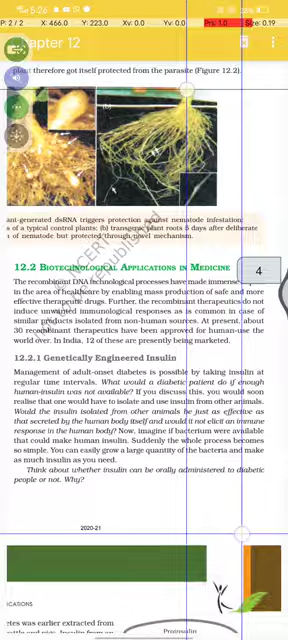 5:26
P: 2 / 2 X: 466.0 Y: 223.0 Xv: 0.0 Yv: 0.0 Prs: 1.0 Size: 0.19
apter 12
plant therefore got itself protected from the parasite (Figure 12.2).
(b)
ant-generated dsRNA triggers protection against nematode infestation:
s of a typical control plants; (b) transgenic plant roots 5 days after deliberate
n of nematode but protected through novel mechanism.
12.2 BIOTECHNOLOGICAL APPLICATIONS IN MEDICINE
4
The recombinant DNA technological processes have made immense
in the area of healthcare by enabling mass production of safe and more
effective therapeutic drugs. Further, the recombinant therapeutics do not
induce unwanted immunological responses as is common in case of
similar products isolated from non-human sources. At present, about
30 recombinant therapeutics have been approved for human-use the
world over. In India, 12 of these are presently being marketed.
12.2.1 Genetically Engineered Insulin
Management of adult-onset diabetes is possible by taking insulin at
regular time intervals. What would a diabetic patient do if enough
human-insulin was not available? If you discuss this, you would soon
realise that one would have to isolate and use insulin from other animals.
Would the insulin isolated from other animals be just as effective as
that secreted by the human body itself and would it not elicit an immune
response in the human body? Now, imagine if bacterium were available
that could make human insulin. Suddenly the whole process becomes
so simple. You can easily grow a large quantity of the bacteria and make
as much insulin as you need.
Think about whether insulin can be orally administered to diabetic
people or not. Why?
2020-21
ICATIONS
etes was earlier extracted from
Proinsulin
attle and pigs. Insulin from an